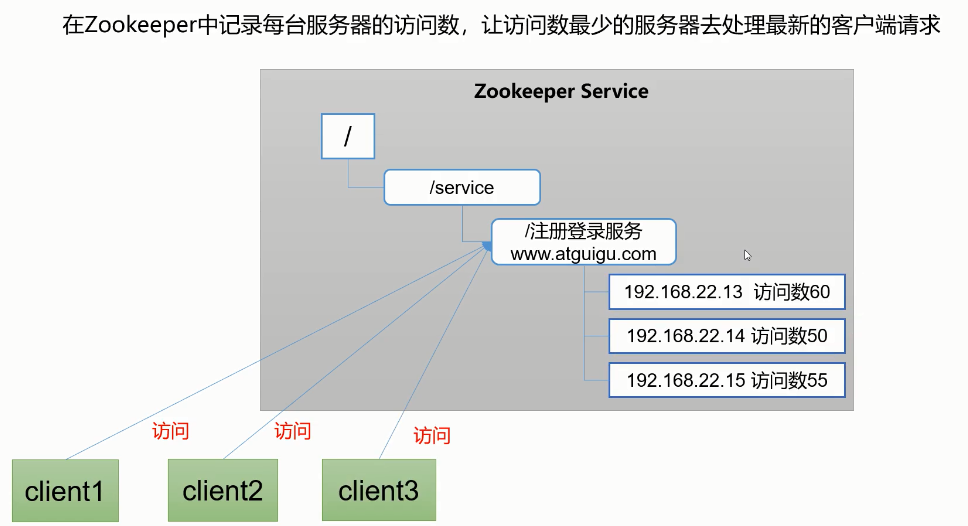 在Zookeeper中记录每台服务器的访问数，让访问数最少的服务器去处理最新的客户端请求
Zookeeper Service
/
/service
/注册登录服务
www.atguigu.com
192.168.22.13 访问数60
192.168.22.14 访问数50
192.168.22.15 访问数55
访问
访问
访问
client1
client2
client3